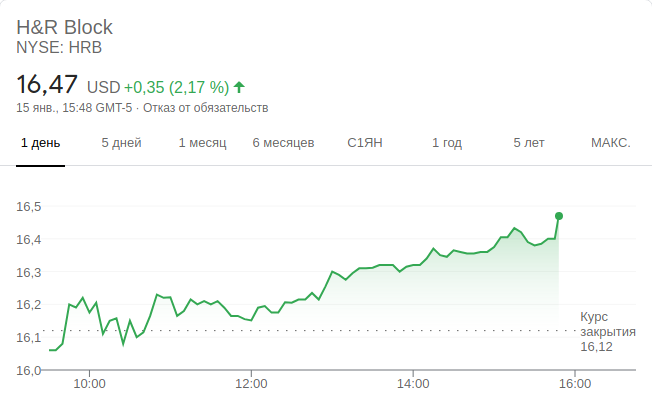 H&R Block
NYSE: HRB
16,47 USD +0,35 (2,17 %)
15 янв., 15:48 GMT-5 · Отказ от обязательств
1 день 5 дней 1 месяц 6 месяцев С1ЯН 1 год 5 лет МАКС.
16,5
16,4
16,3
16,2
16,1
16,0
Курс
закрытия
16,12
10:00 12:00 14:00 16:00